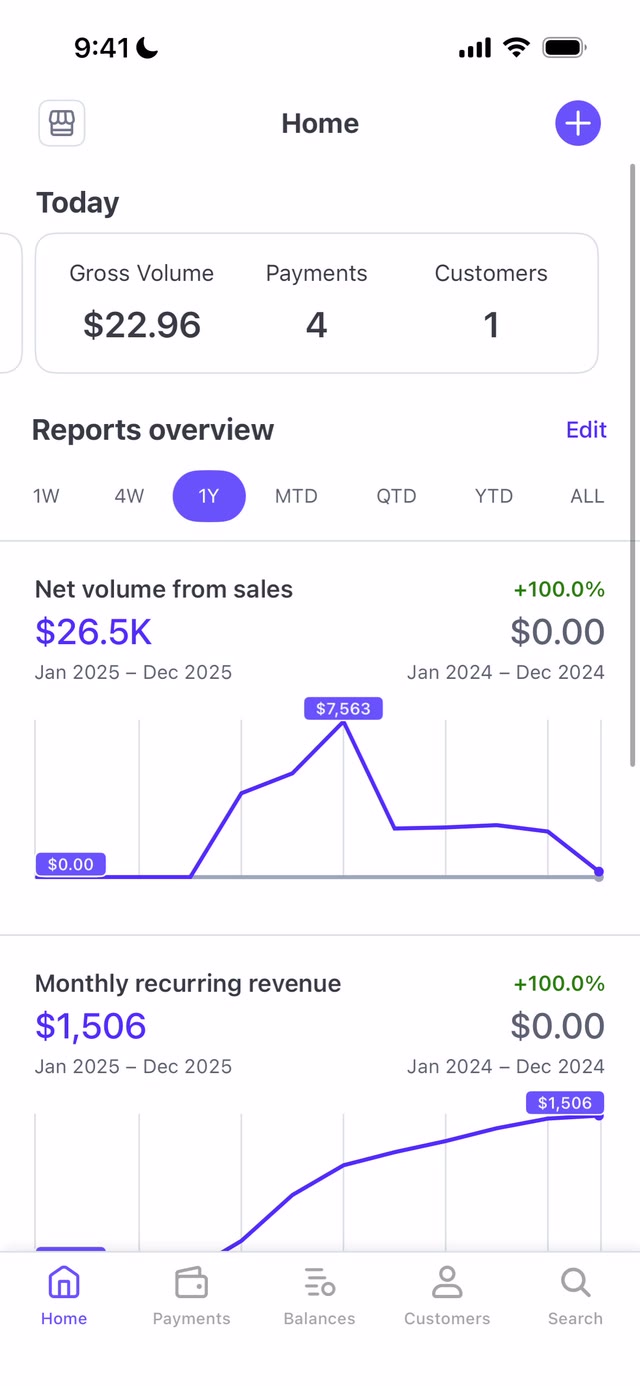 9:41
Home
Today
Gross Volume Payments Customers
$22.96 4 1
Reports overview Edit
1W 4W 1Y MTD QTD YTD ALL
Net volume from sales +100.0%
$26.5K $0.00
Jan 2025 – Dec 2025 Jan 2024 – Dec 2024
$7,563
$0.00
Monthly recurring revenue +100.0%
$1,506 $0.00
Jan 2025 – Dec 2025 Jan 2024 – Dec 2024
$1,506
Home Payments Balances Customers Search